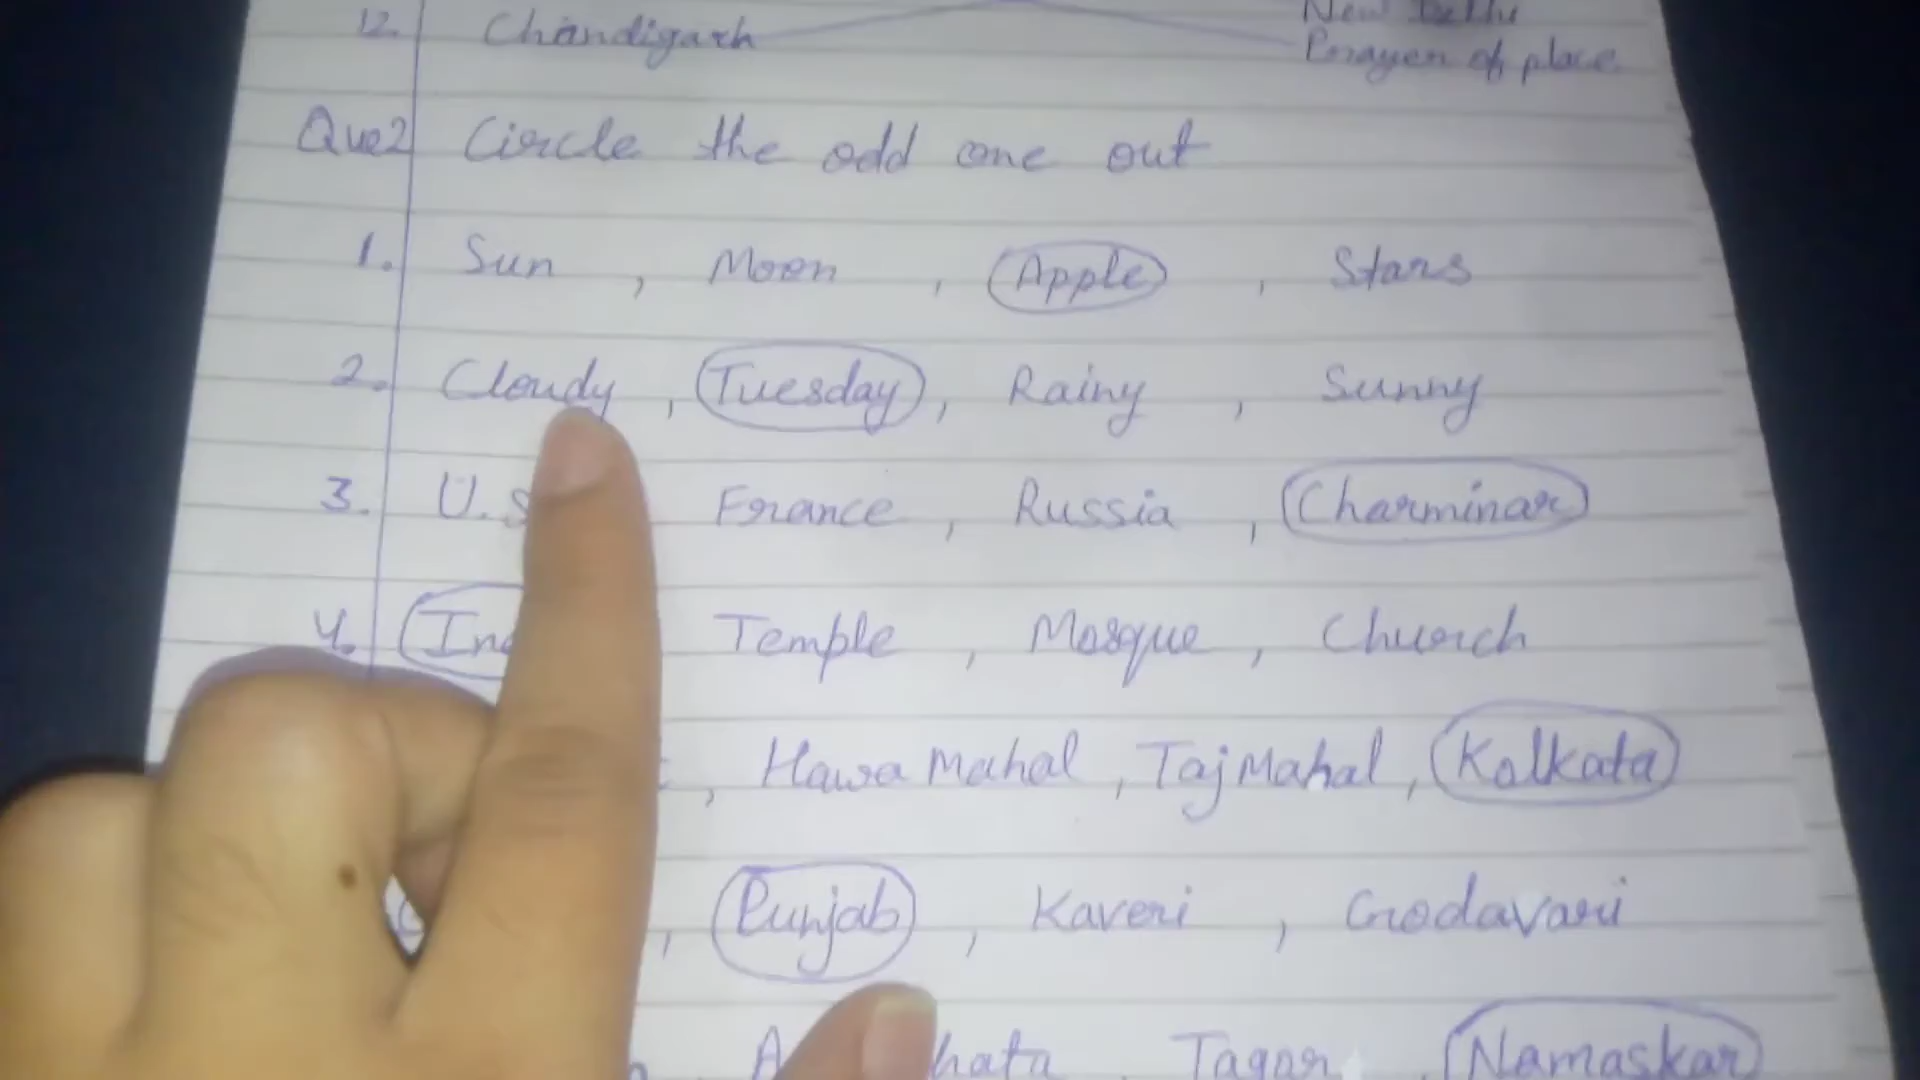 12. Chandigarh New Delhi
Prayer of place
Que2 Circle the odd one out
1. Sun , Moon , Apple , Stars
2. Cloudy , Tuesday , Rainy , Sunny
3. U.S France , Russia , Charminar
4. Temple , Mosque , Church
, Hawa Mahal , Taj Mahal , Kolkata
, Punjab , Kaveri , Godavari
, Tagor Namaskar